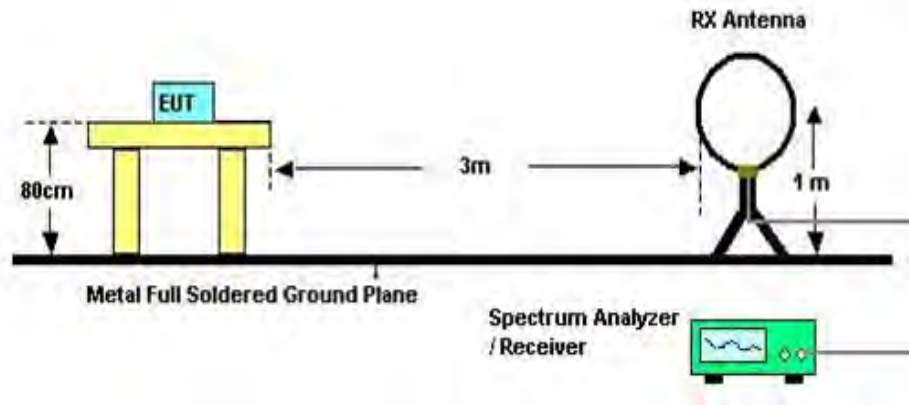 RX Antenna
EUT
3m
80cm
1 m
Metal Full Soldered Ground Plane
Spectrum Analyzer
/ Receiver